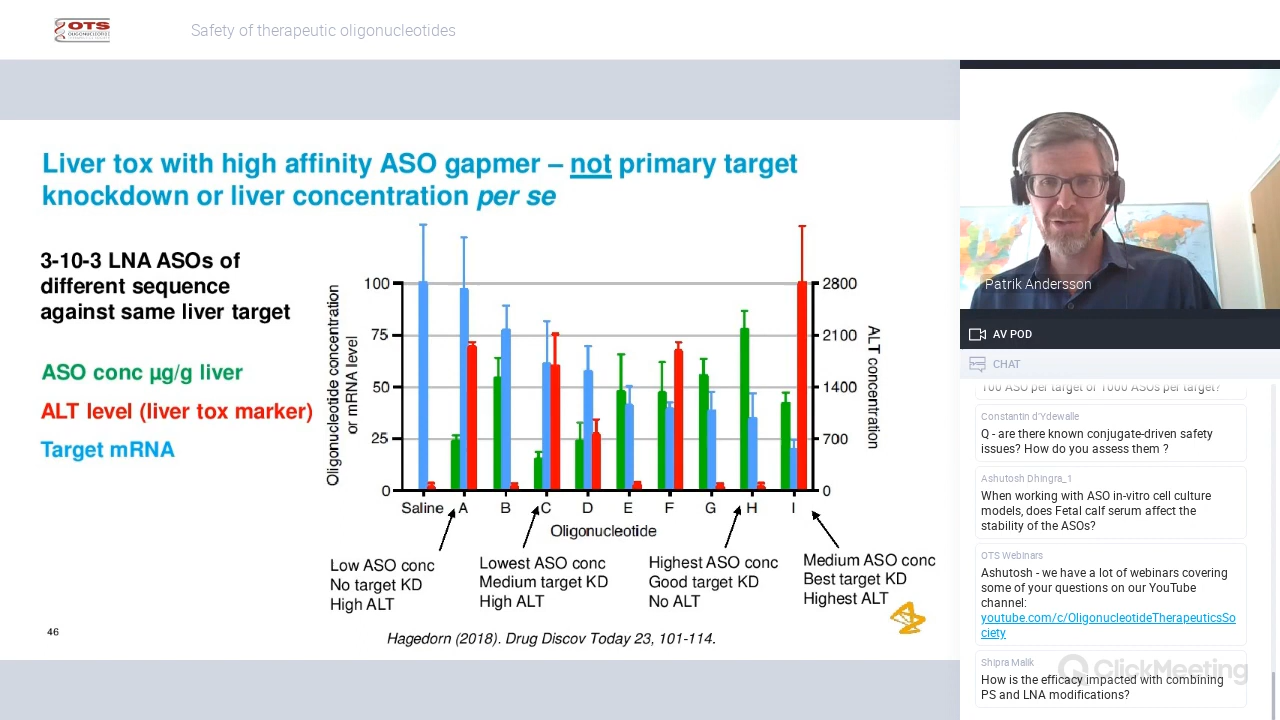 OTS
OLIGONUCLEOTIDE
Safety of therapeutic oligonucleotides
Liver tox with high affinity ASO gapmer – not primary target
knockdown or liver concentration per se
3-10-3 LNA ASOs of
different sequence
against same liver target
ASO conc µg/g liver
ALT level (liver tox marker)
Target mRNA
Oligonucleotide concentration
or mRNA level
100
75
50
25
0
2800
2100
1400
700
0
ALT concentration
Saline A B C D E F G H I
Oligonucleotide
Low ASO conc
No target KD
High ALT
Lowest ASO conc
Medium target KD
High ALT
Highest ASO conc
Good target KD
No ALT
Medium ASO conc
Best target KD
Highest ALT
46
Hagedorn (2018). Drug Discov Today 23, 101-114.
Patrik Andersson
AV POD
CHAT
100 ASO per target or 1000 ASOs per target?
Constantin d'Ydewalle
Q - are there known conjugate-driven safety
issues? How do you assess them ?
Ashutosh Dhingra_1
When working with ASO in-vitro cell culture
models, does Fetal calf serum affect the
stability of the ASOs?
OTS Webinars
Ashutosh - we have a lot of webinars covering
some of your questions on our YouTube
channel:
youtube.com/c/OligonucleotideTherapeuticsSo
ciety
Shipra Malik
How is the efficacy impacted with combining
PS and LNA modifications?
ClickMeeting